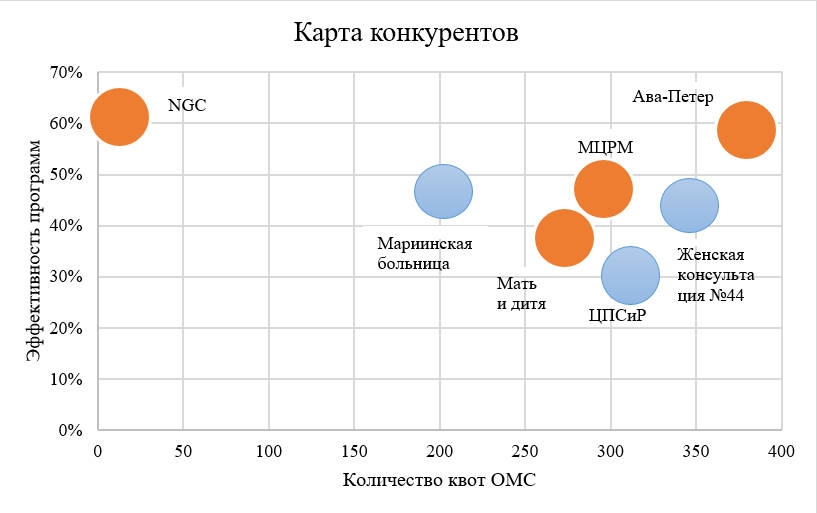 Карта конкурентов
Эффективность программ
70%
60%
50%
40%
30%
20%
10%
0%
NGC
Ава-Петер
МЦРМ
Мариинская
больница
Мать
и дитя
ЦПСиР
Женская
консульта
ция №44
0 50 100 150 200 250 300 350 400
Количество квот ОМС